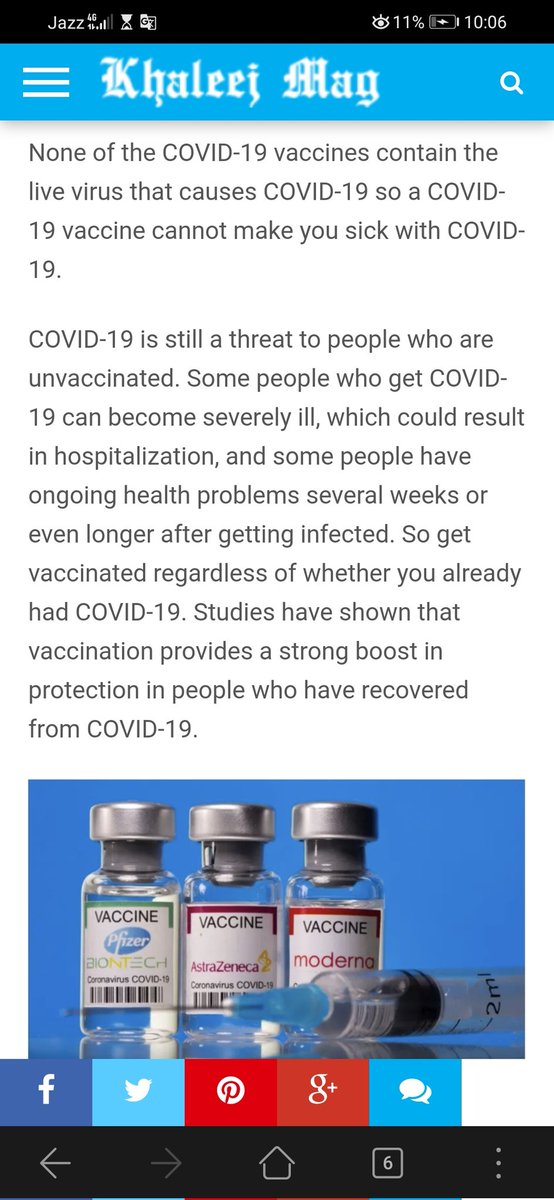 Jazz 4G 11% 10:06
Khaleej Mag
None of the COVID-19 vaccines contain the
live virus that causes COVID-19 so a COVID-
19 vaccine cannot make you sick with COVID-
19.
COVID-19 is still a threat to people who are
unvaccinated. Some people who get COVID-
19 can become severely ill, which could result
in hospitalization, and some people have
ongoing health problems several weeks or
even longer after getting infected. So get
vaccinated regardless of whether you already
had COVID-19. Studies have shown that
vaccination provides a strong boost in
protection in people who have recovered
from COVID-19.
VACCINE
Pfizer
BIONTECH
Coronavirus COVID-19
VACCINE
AstraZeneca
Coronavirus COVID-19
VACCINE
moderna
2ml
f g+
6